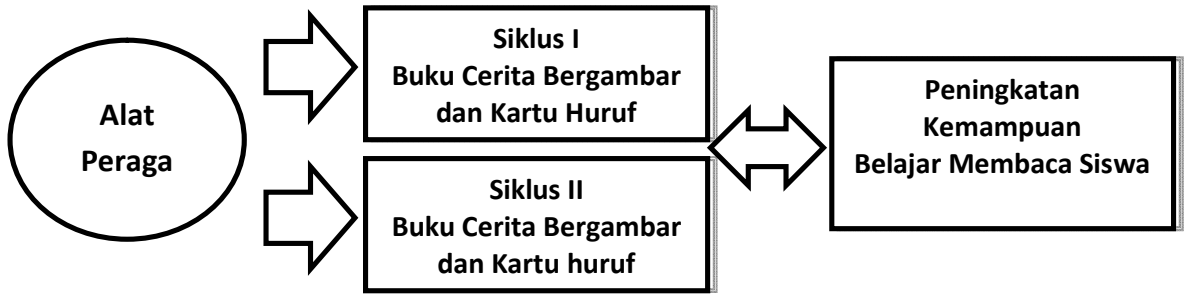 Alat
Peraga
Siklus I
Buku Cerita Bergambar
dan Kartu Huruf
Siklus II
Buku Cerita Bergambar
dan Kartu huruf
Peningkatan
Kemampuan
Belajar Membaca Siswa